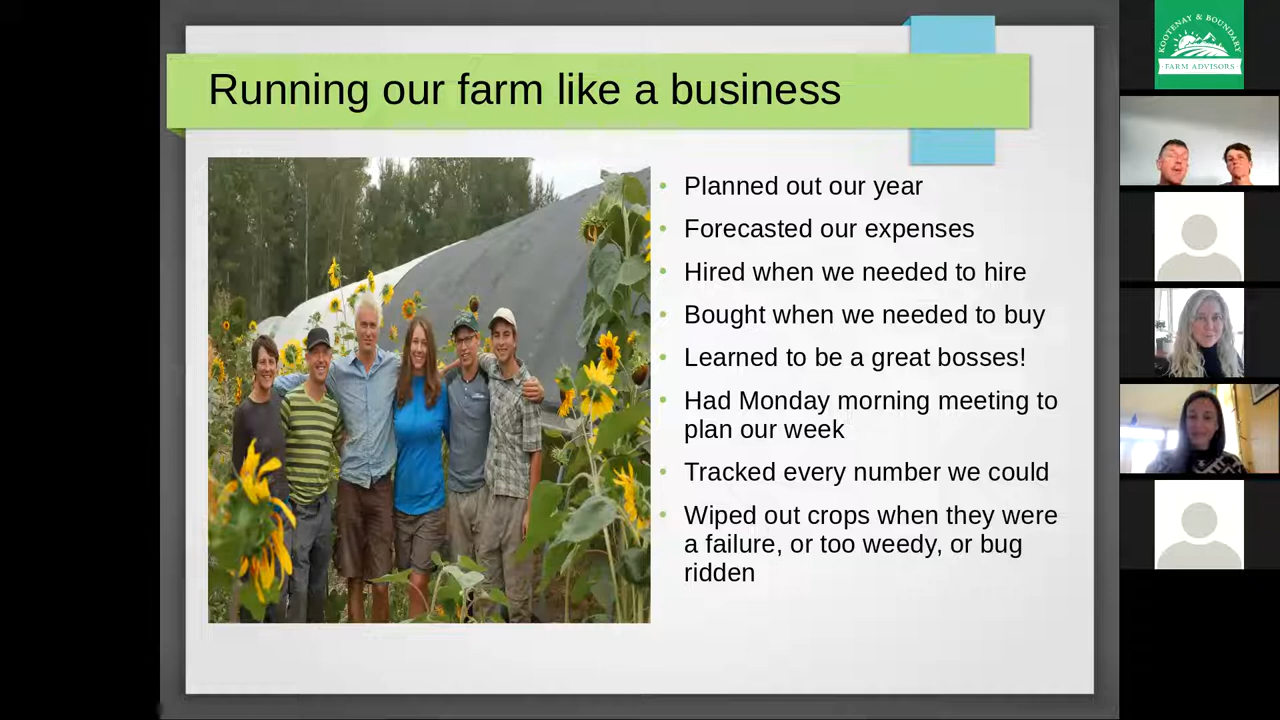 Running our farm like a business
Planned out our year
Forecasted our expenses
Hired when we needed to hire
Bought when we needed to buy
Learned to be a great bosses!
Had Monday morning meeting to
plan our week
Tracked every number we could
Wiped out crops when they were
a failure, or too weedy, or bug
ridden
KOOTENAY & BOUNDARY
FARM ADVISORS